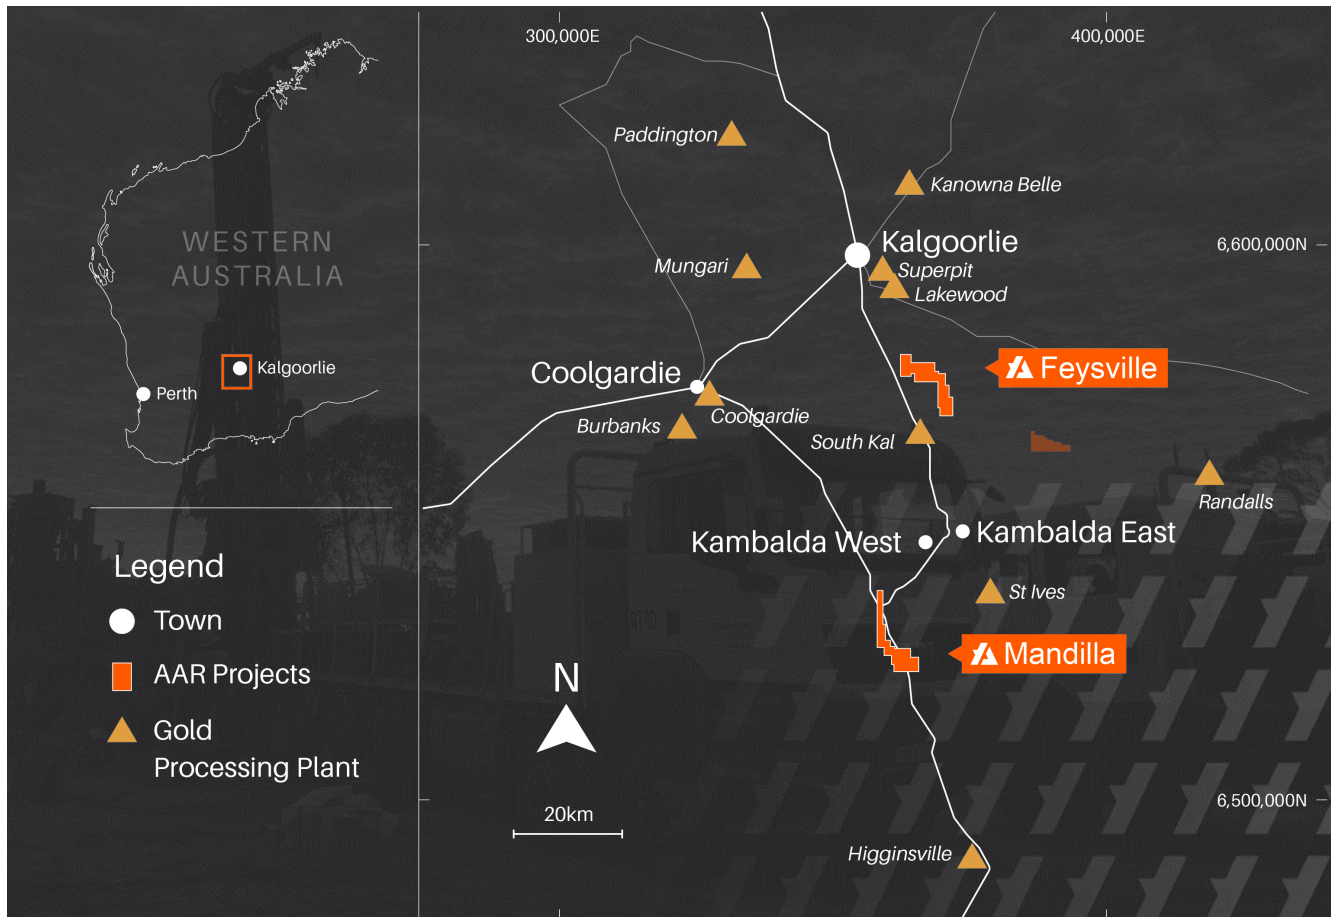 300,000E
400,000E
Paddington
Kanowna Belle
WESTERN
AUSTRALIA
Kalgoorlie
6,600,000N
Mungari
Superpit
Lakewood
Kalgoorlie
Perth
Coolgardie
Feysville
Coolgardie
Burbanks
South Kal
Randalls
Kambalda West
Kambalda East
Legend
St Ives
Town
Mandilla
AAR Projects
N
Gold
Processing Plant
20km
6,500,000N
Higginsville